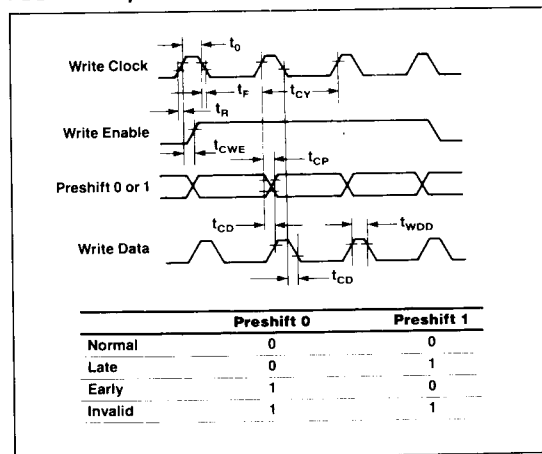 t0
Write Clock
tF
tCY
tR
Write Enable
tCWE
tCP
Preshift 0 or 1
tCD
tWDD
Write Data
tCD
Preshift 0 Preshift 1
Normal 0 0
Late 0 1
Early 1 0
Invalid 1 1